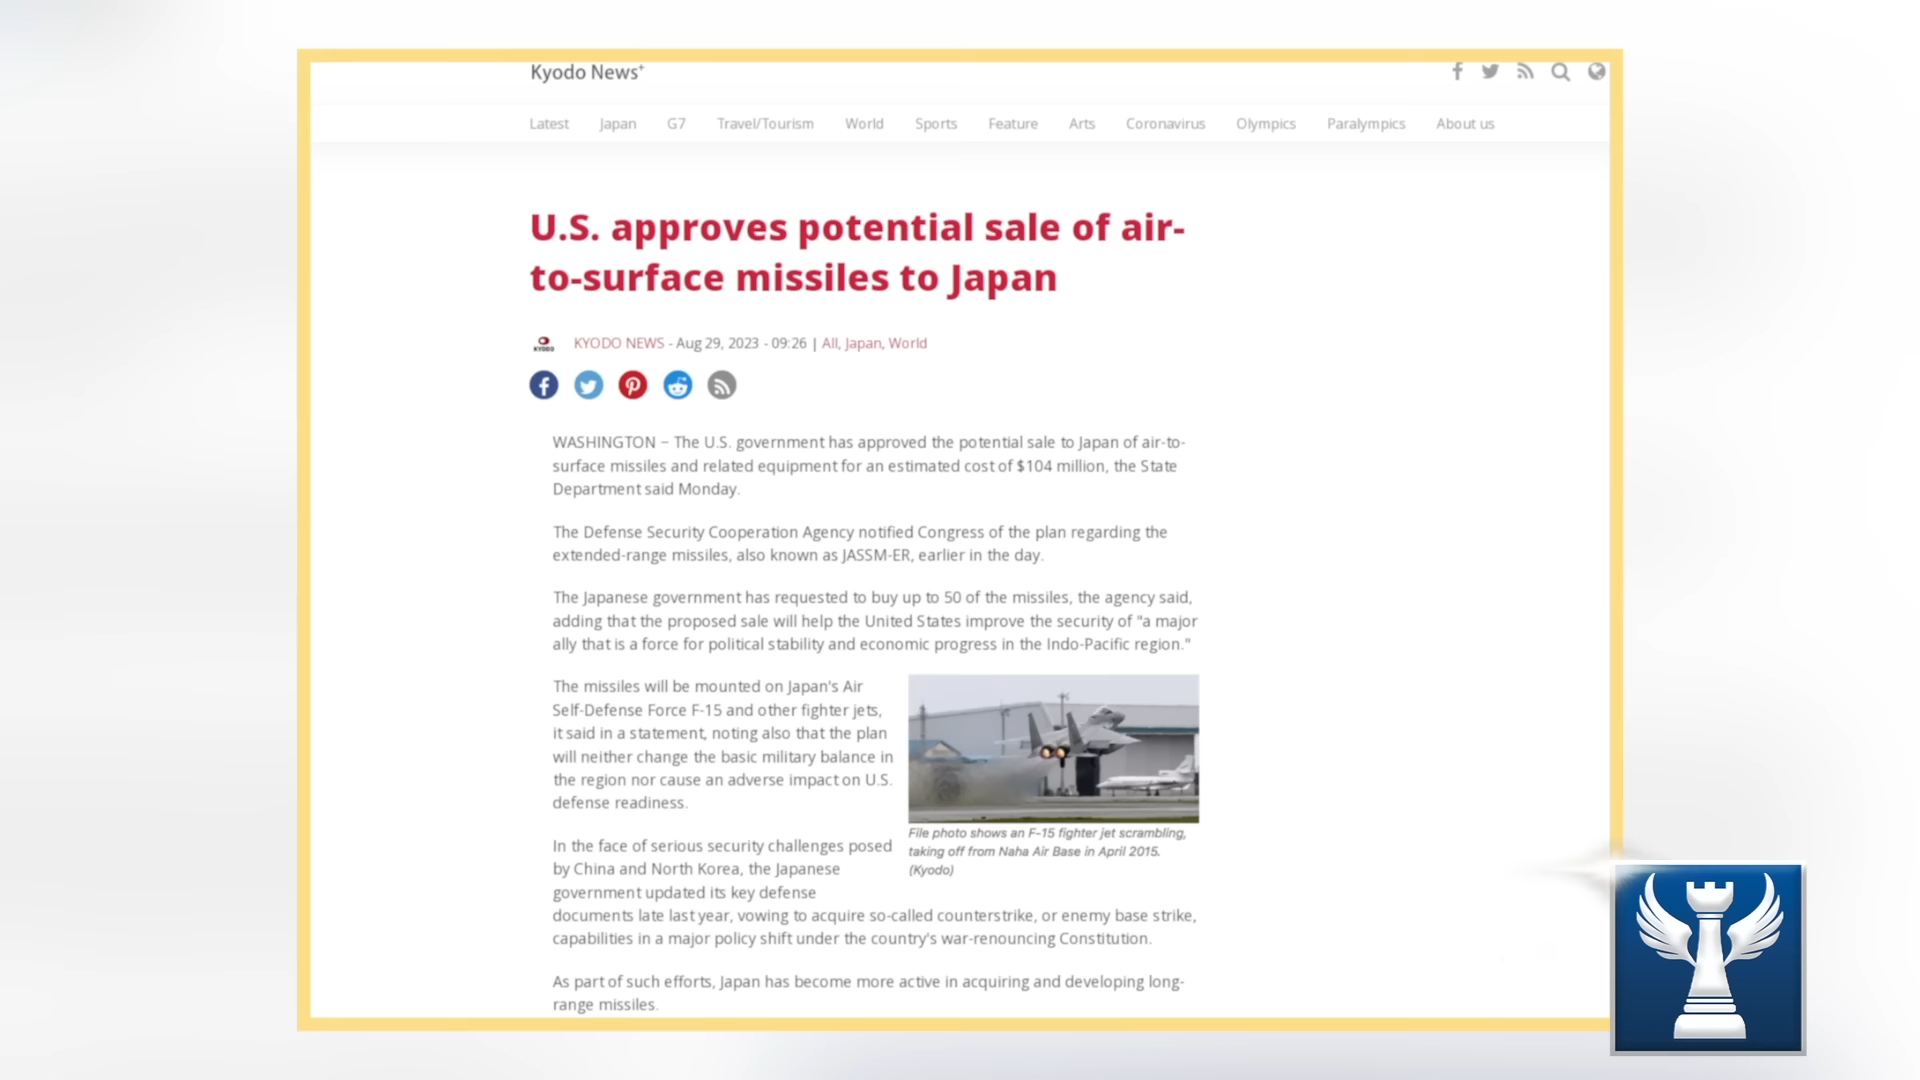 Kyodo News+
Latest Japan G7 Travel/Tourism World Sports Feature Arts Coronavirus Olympics Paralympics About us
U.S. approves potential sale of air-
to-surface missiles to Japan
KYODO
KYODO NEWS - Aug 29, 2023 - 09:26 | All, Japan, World
WASHINGTON – The U.S. government has approved the potential sale to Japan of air-to-
surface missiles and related equipment for an estimated cost of $104 million, the State
Department said Monday.
The Defense Security Cooperation Agency notified Congress of the plan regarding the
extended-range missiles, also known as JASSM-ER, earlier in the day.
The Japanese government has requested to buy up to 50 of the missiles, the agency said,
adding that the proposed sale will help the United States improve the security of "a major
ally that is a force for political stability and economic progress in the Indo-Pacific region."
The missiles will be mounted on Japan's Air
Self-Defense Force F-15 and other fighter jets,
it said in a statement, noting also that the plan
will neither change the basic military balance in
the region nor cause an adverse impact on U.S.
defense readiness.
File photo shows an F-15 fighter jet scrambling,
taking off from Naha Air Base in April 2015.
(Kyodo)
In the face of serious security challenges posed
by China and North Korea, the Japanese
government updated its key defense
documents late last year, vowing to acquire so-called counterstrike, or enemy base strike,
capabilities in a major policy shift under the country's war-renouncing Constitution.
As part of such efforts, Japan has become more active in acquiring and developing long-
range missiles.